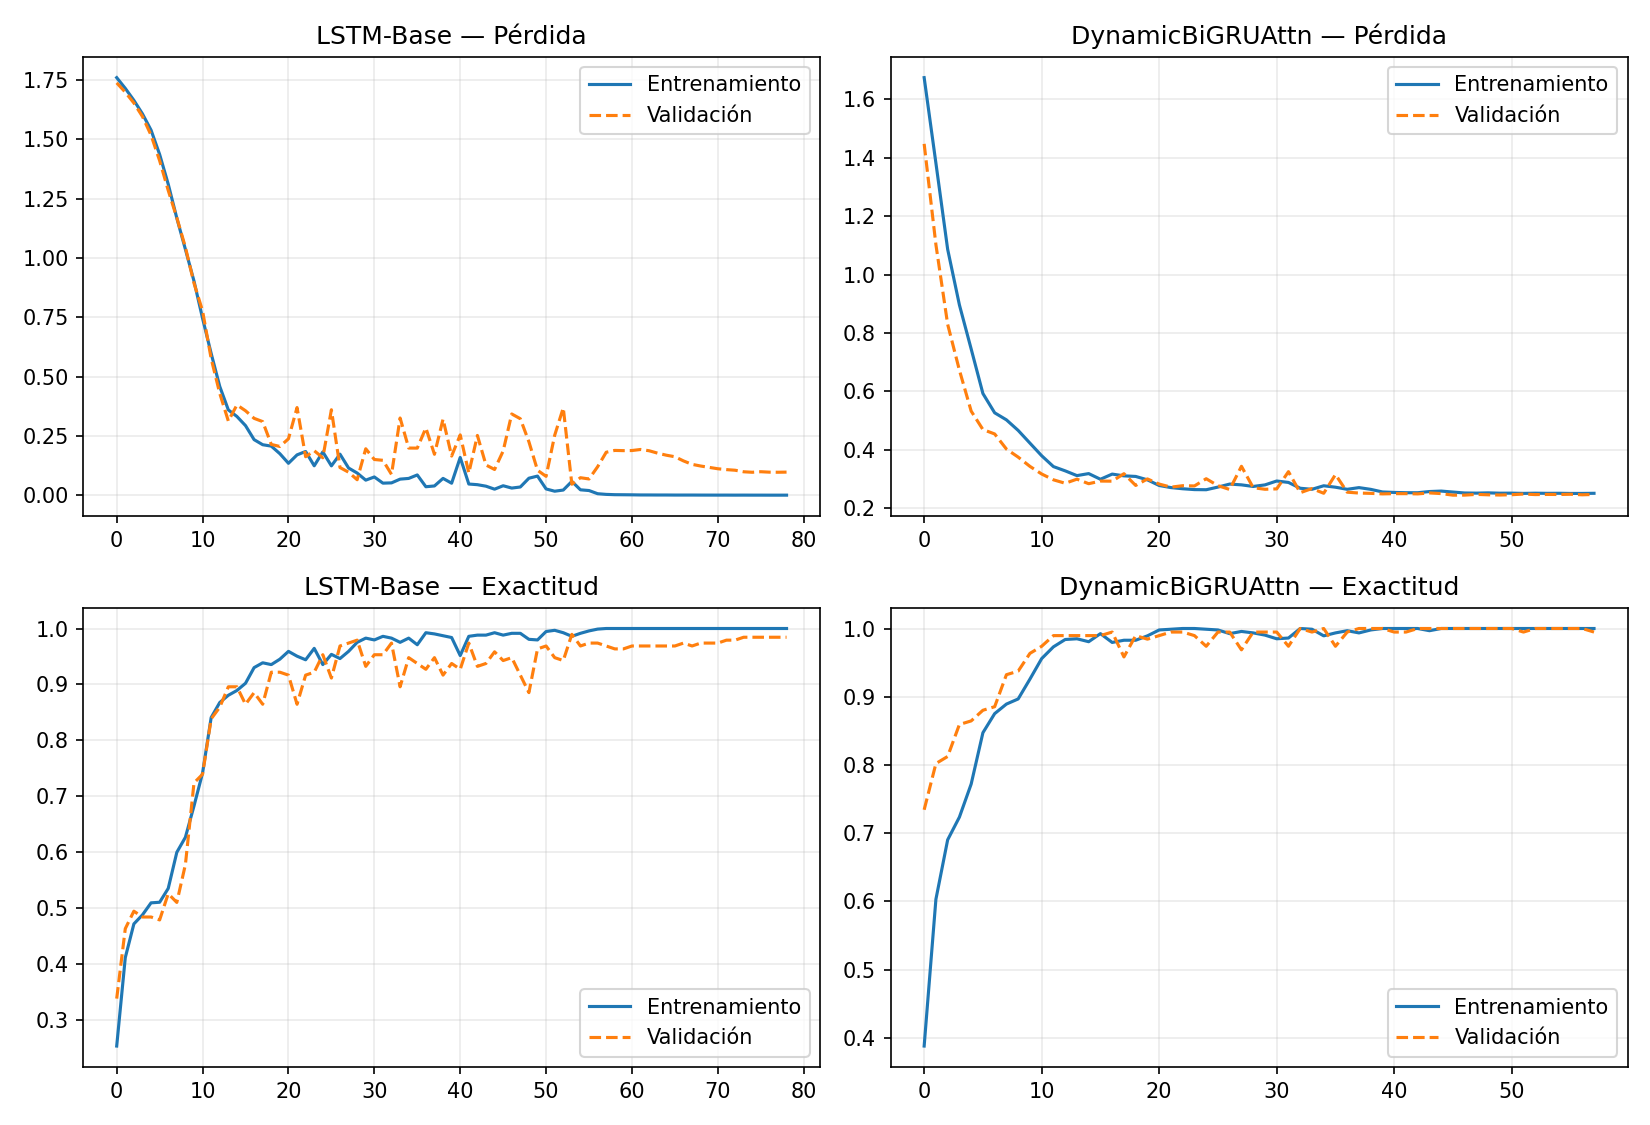 LSTM-Base — Pérdida
1.75
1.50
1.25
1.00
0.75
0.50
0.25
0.00
0 10 20 30 40 50 60 70 80
Entrenamiento
Validación
DynamicBiGRUAttn — Pérdida
1.6
1.4
1.2
1.0
0.8
0.6
0.4
0.2
0 10 20 30 40 50
Entrenamiento
Validación
LSTM-Base — Exactitud
1.0
0.9
0.8
0.7
0.6
0.5
0.4
0.3
0 10 20 30 40 50 60 70 80
Entrenamiento
Validación
DynamicBiGRUAttn — Exactitud
1.0
0.9
0.8
0.7
0.6
0.5
0.4
0 10 20 30 40 50
Entrenamiento
Validación